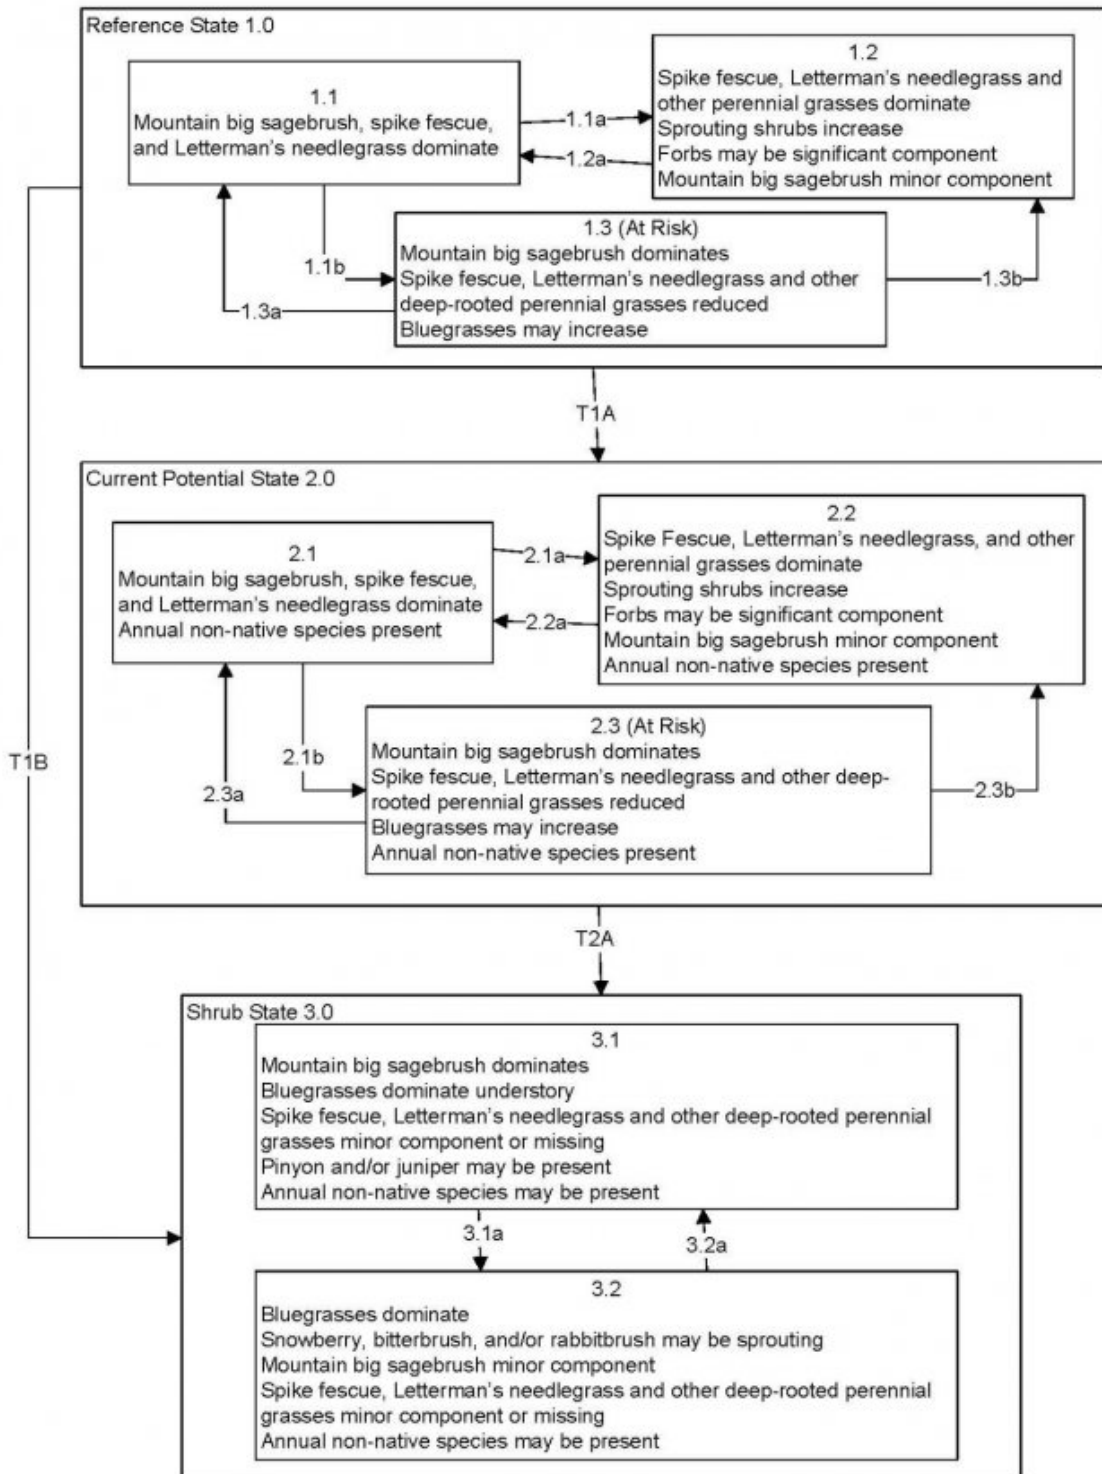 Reference State 1.0
1.1
Mountain big sagebrush, spike fescue,
and Letterman's needlegrass dominate
1.1a
1.2a
1.2
Spike fescue, Letterman's needlegrass and
other perennial grasses dominate
Sprouting shrubs increase
Forbs may be significant component
Mountain big sagebrush minor component
1.1b
1.3a
1.3 (At Risk)
Mountain big sagebrush dominates
Spike fescue, Letterman's needlegrass and other
deep-rooted perennial grasses reduced
Bluegrasses may increase
1.3b
T1A
Current Potential State 2.0
2.1
Mountain big sagebrush, spike fescue,
and Letterman's needlegrass dominate
Annual non-native species present
2.1a
2.2a
2.2
Spike Fescue, Letterman's needlegrass, and other
perennial grasses dominate
Sprouting shrubs increase
Forbs may be significant component
Mountain big sagebrush minor component
Annual non-native species present
T1B
2.1b
2.3a
2.3 (At Risk)
Mountain big sagebrush dominates
Spike fescue, Letterman's needlegrass and other deep-
rooted perennial grasses reduced
Bluegrasses may increase
Annual non-native species present
2.3b
T2A
Shrub State 3.0
3.1
Mountain big sagebrush dominates
Bluegrasses dominate understory
Spike fescue, Letterman's needlegrass and other deep-rooted perennial
grasses minor component or missing
Pinyon and/or juniper may be present
Annual non-native species may be present
3.1a
3.2a
3.2
Bluegrasses dominate
Snowberry, bitterbrush, and/or rabbitbrush may be sprouting
Mountain big sagebrush minor component
Spike fescue, Letterman's needlegrass and other deep-rooted perennial
grasses minor component or missing
Annual non-native species may be present